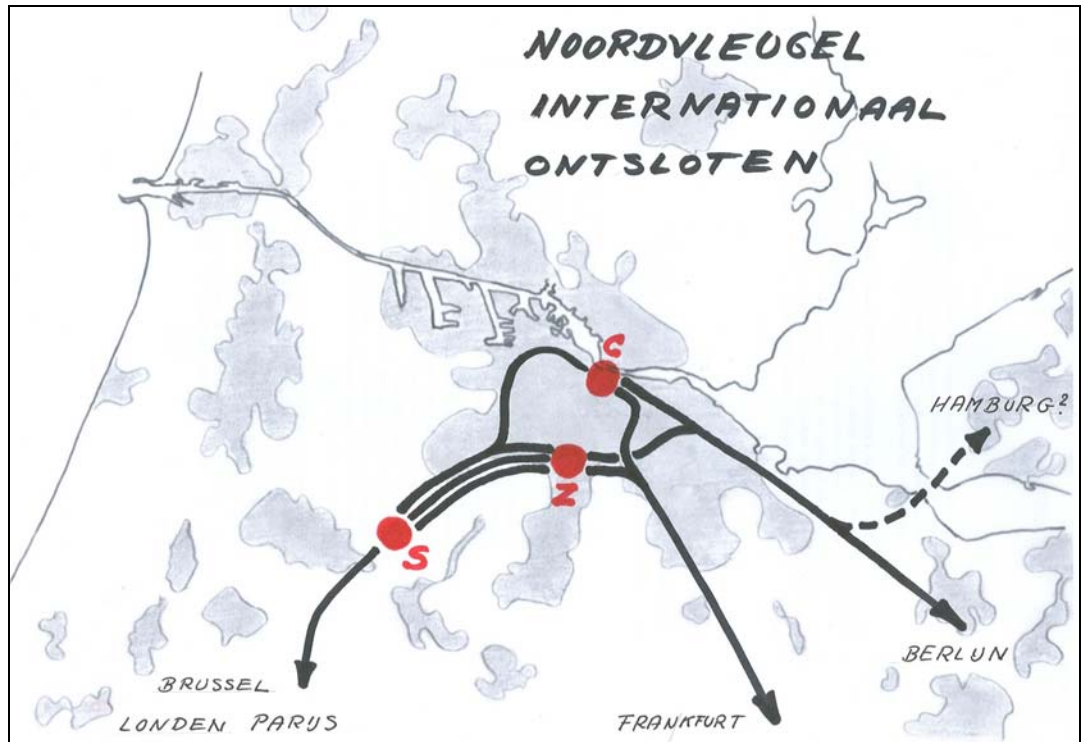 NOORDVLEUGEL
INTERNATIONAAL
ONTSLOTEN
C
HAMBURG?
Z
S
BERLIJN
BRUSSEL
LONDEN PARIJS
FRANKFURT